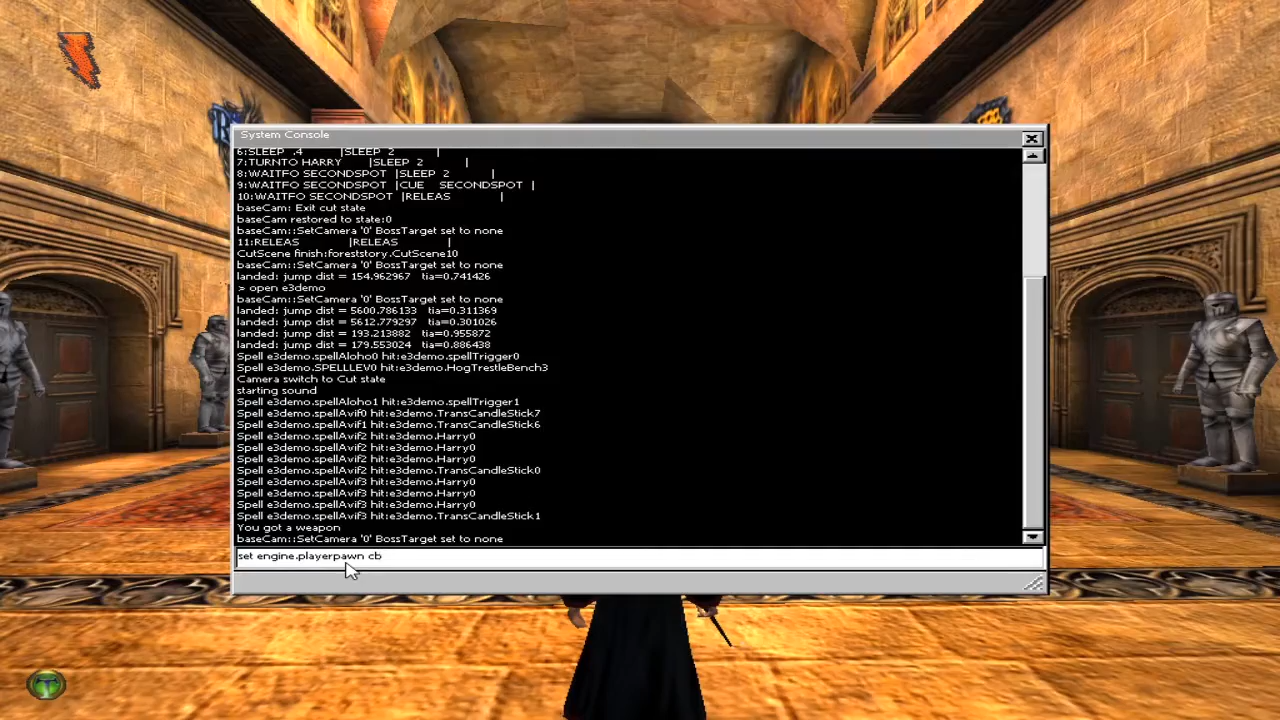 System Console
6:SLEEP .4 |SLEEP 2 |
7:TURNTO HARRY |SLEEP 2 |
8:WAITFO SECONDSPOT |SLEEP 2 |
9:WAITFO SECONDSPOT |CUE SECONDSPOT |
10:WAITFO SECONDSPOT |RELEAS |
baseCam: Exit cut state
baseCam restored to state:0
baseCam::SetCamera '0' BossTarget set to none
11:RELEAS |RELEAS |
CutScene finish:foreststory.CutScene10
baseCam::SetCamera '0' BossTarget set to none
landed: jump dist = 154.962967 tia=0.741426
> open e3demo
baseCam::SetCamera '0' BossTarget set to none
landed: jump dist = 5600.786133 tia=0.311369
landed: jump dist = 5612.779297 tia=0.301026
landed: jump dist = 193.213882 tia=0.955872
landed: jump dist = 179.553024 tia=0.886438
Spell e3demo.spellAloho0 hit:e3demo.spellTrigger0
Spell e3demo.SPELLLEV0 hit:e3demo.HogTrestleBench3
Camera switch to Cut state
starting sound
Spell e3demo.spellAloho1 hit:e3demo.spellTrigger1
Spell e3demo.spellAvif0 hit:e3demo.TransCandleStick7
Spell e3demo.spellAvif1 hit:e3demo.TransCandleStick6
Spell e3demo.spellAvif2 hit:e3demo.Harry0
Spell e3demo.spellAvif2 hit:e3demo.Harry0
Spell e3demo.spellAvif2 hit:e3demo.Harry0
Spell e3demo.spellAvif2 hit:e3demo.TransCandleStick0
Spell e3demo.spellAvif3 hit:e3demo.Harry0
Spell e3demo.spellAvif3 hit:e3demo.Harry0
Spell e3demo.spellAvif3 hit:e3demo.Harry0
Spell e3demo.spellAvif3 hit:e3demo.TransCandleStick1
You got a weapon
baseCam::SetCamera '0' BossTarget set to none
set engine.playerpawn cb